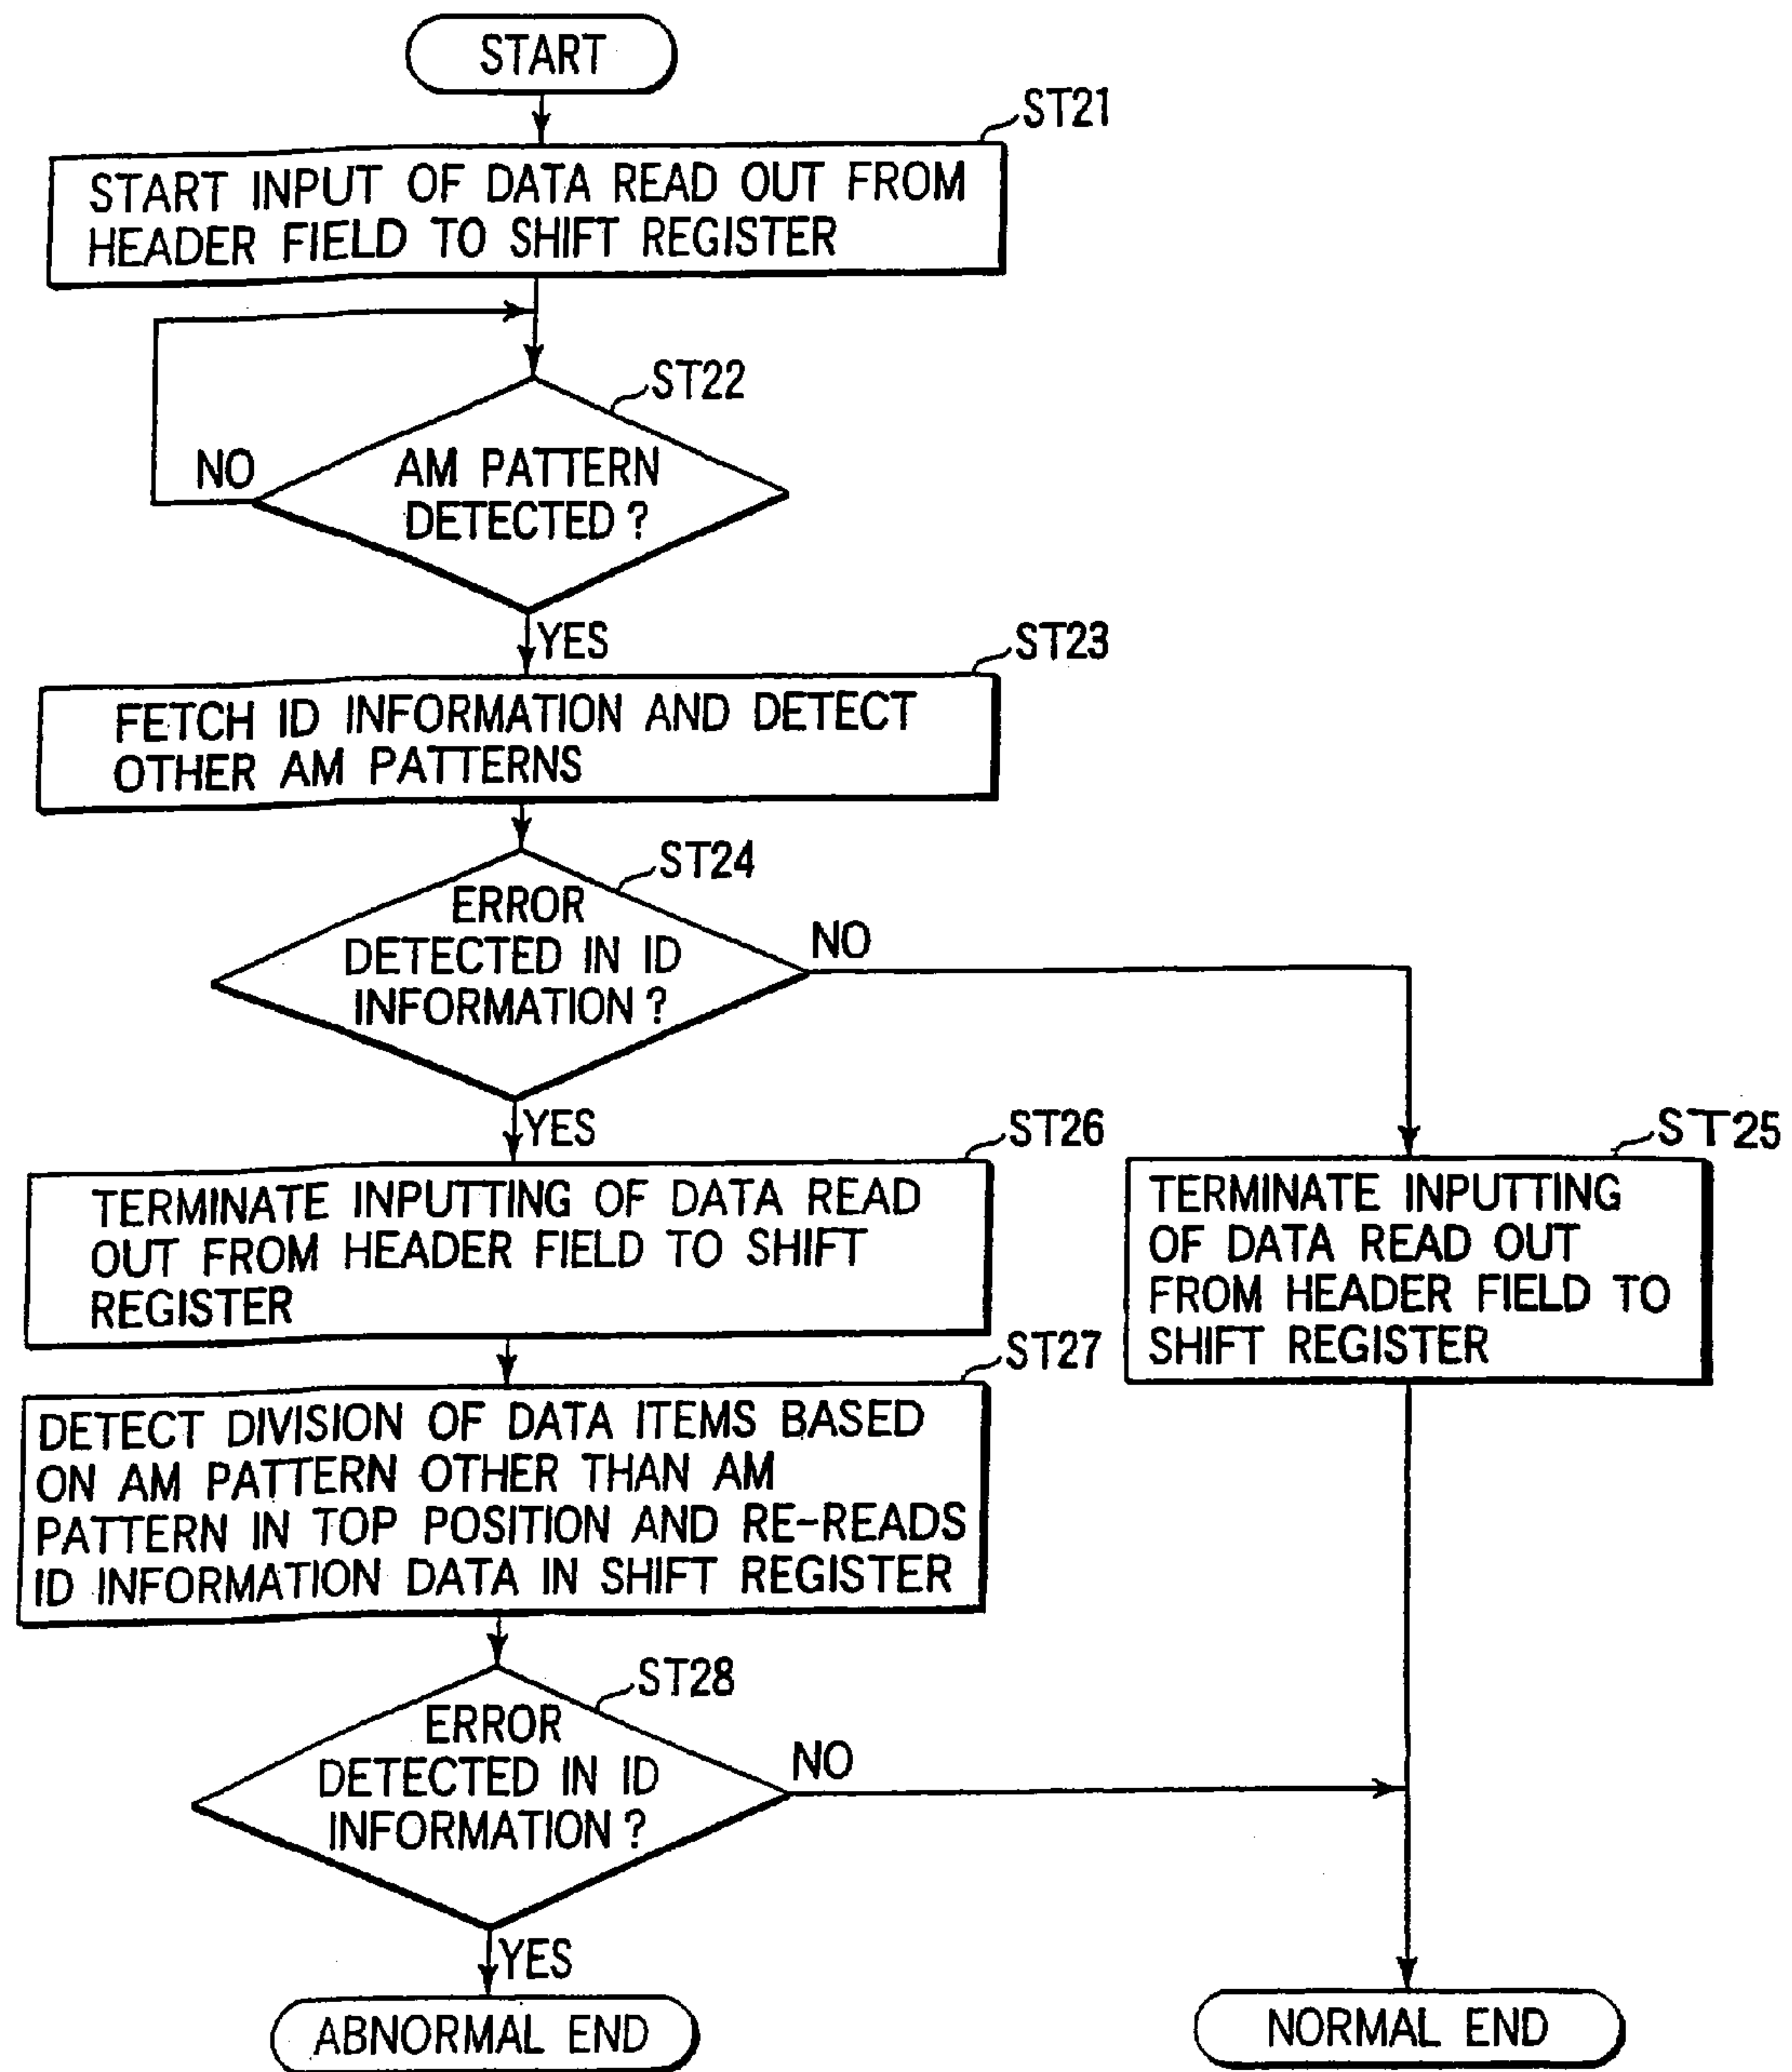 START
ST21
START INPUT OF DATA READ OUT FROM
HEADER FIELD TO SHIFT REGISTER
ST22
NO
AM PATTERN
DETECTED?
YES
ST23
FETCH ID INFORMATION AND DETECT
OTHER AM PATTERNS
ST24
ERROR
DETECTED IN ID
INFORMATION?
NO
YES
ST26
TERMINATE INPUTTING OF DATA READ
OUT FROM HEADER FIELD TO SHIFT
REGISTER
ST25
TERMINATE INPUTTING
OF DATA READ OUT
FROM HEADER FIELD TO
SHIFT REGISTER
ST27
DETECT DIVISION OF DATA ITEMS BASED
ON AM PATTERN OTHER THAN AM
PATTERN IN TOP POSITION AND RE-READS
ID INFORMATION DATA IN SHIFT REGISTER
ST28
ERROR
DETECTED IN ID
INFORMATION?
NO
YES
ABNORMAL END
NORMAL END